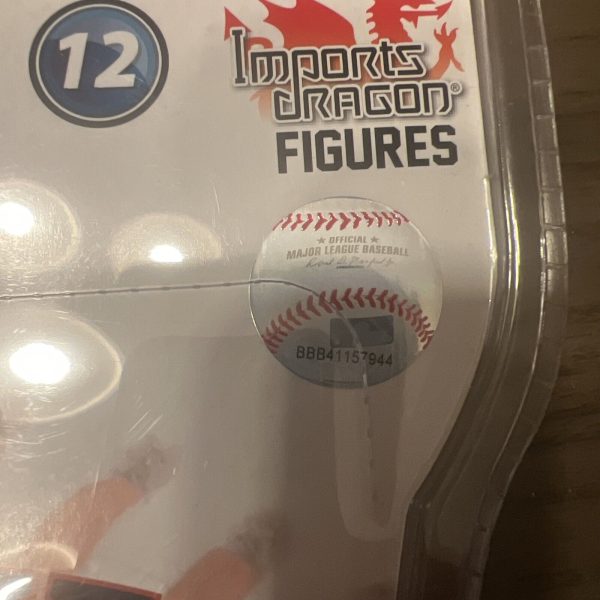 12
Imports
DRAGON®
FIGURES
★ OFFICIAL ★
MAJOR LEAGUE BASEBALL
BBB41157944